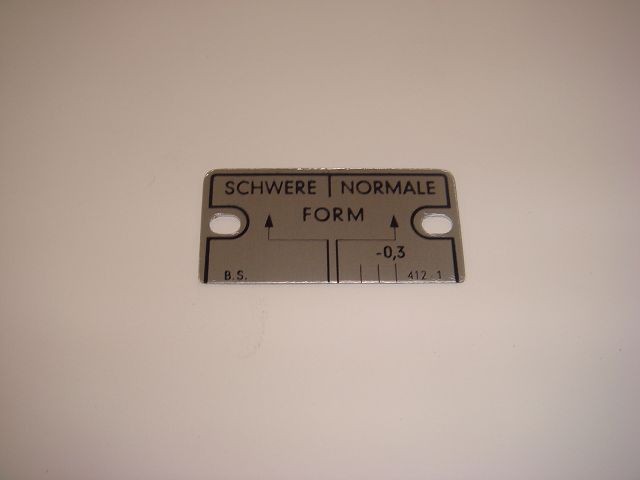 SCHWERE NORMALE
FORM
-0,3
B.S. 412-1